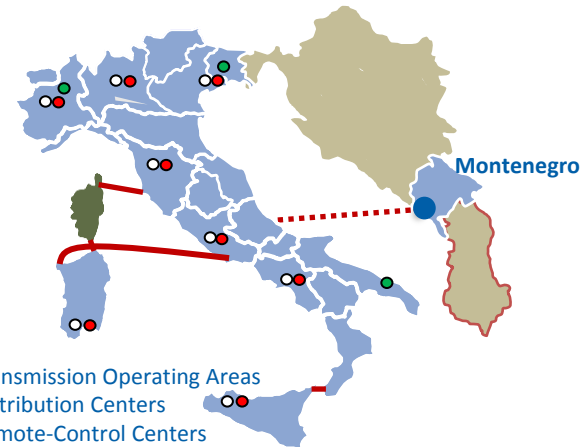 Montenegro
nsmission Operating Areas
tribution Centers
mote-Control Centers